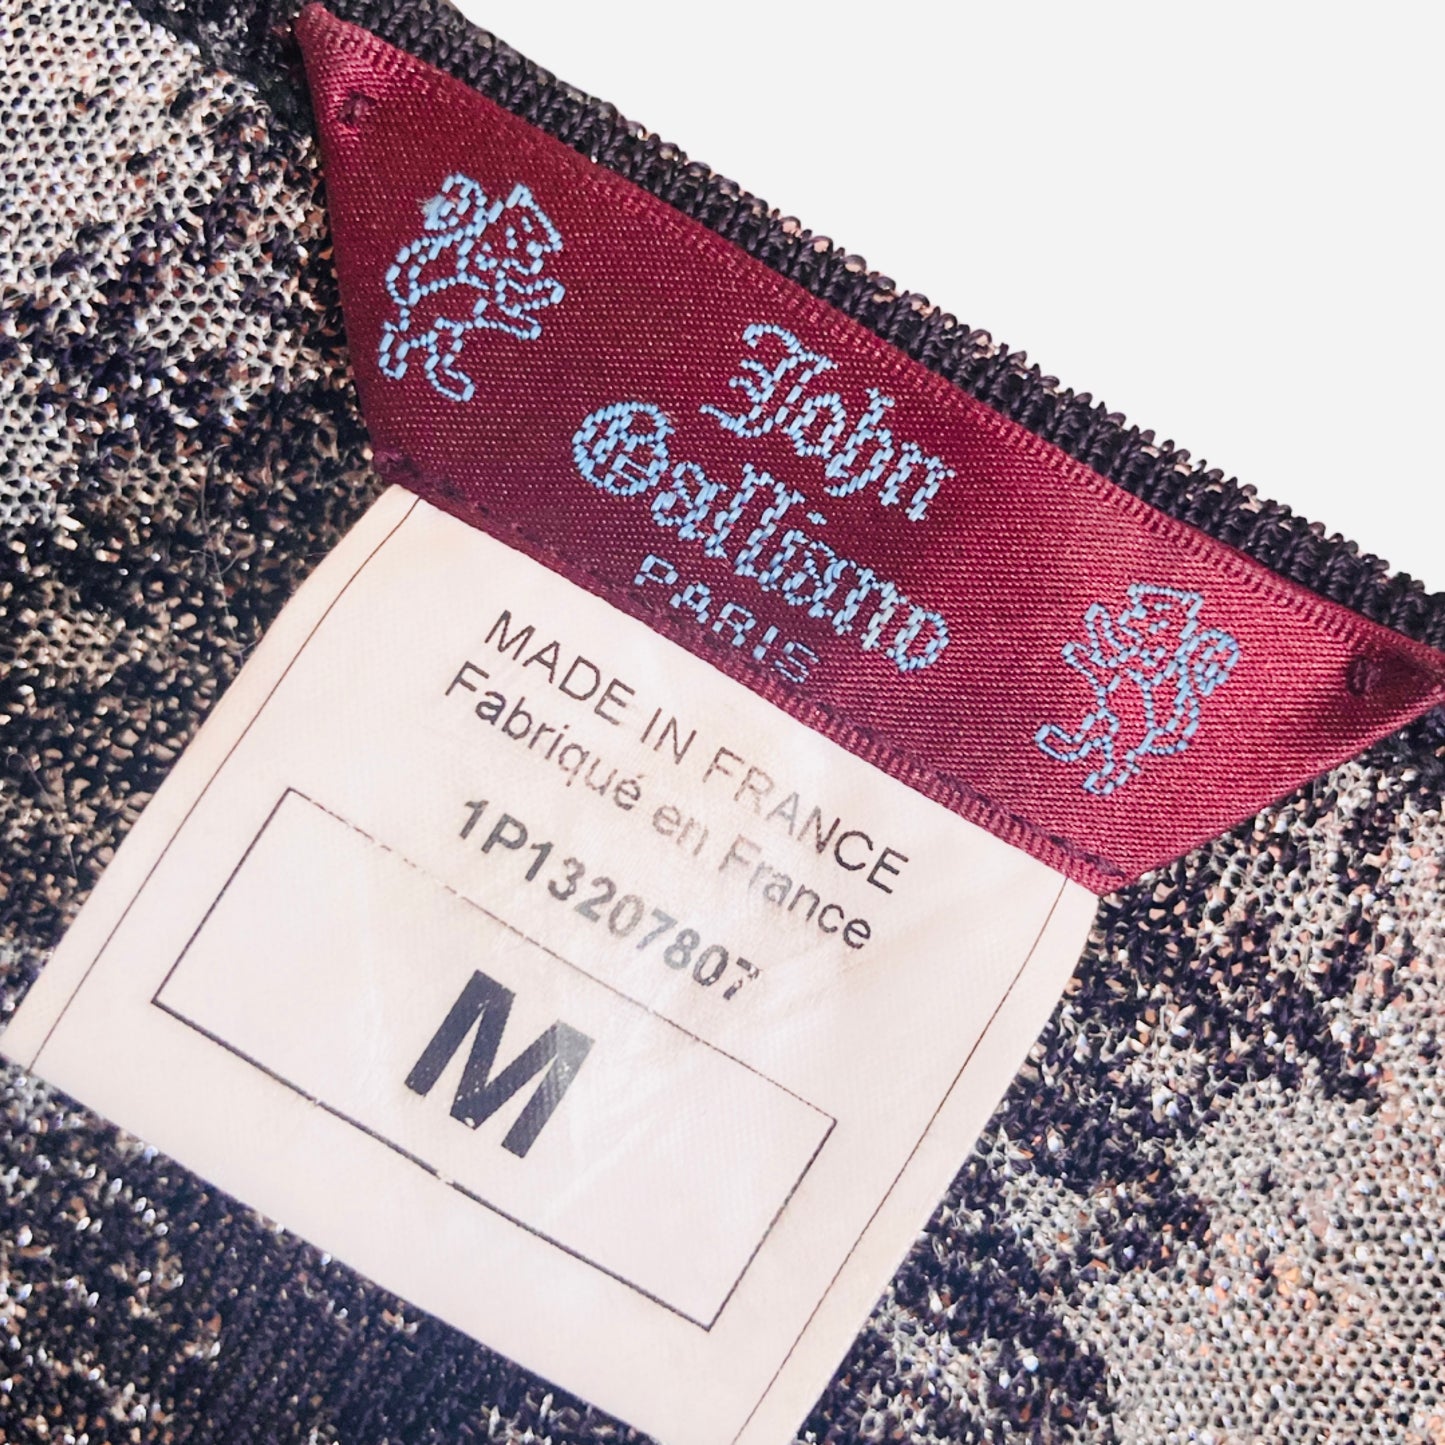 John
Galliano
PARIS
MADE IN FRANCE
Fabriqué en France
1P13207807
M